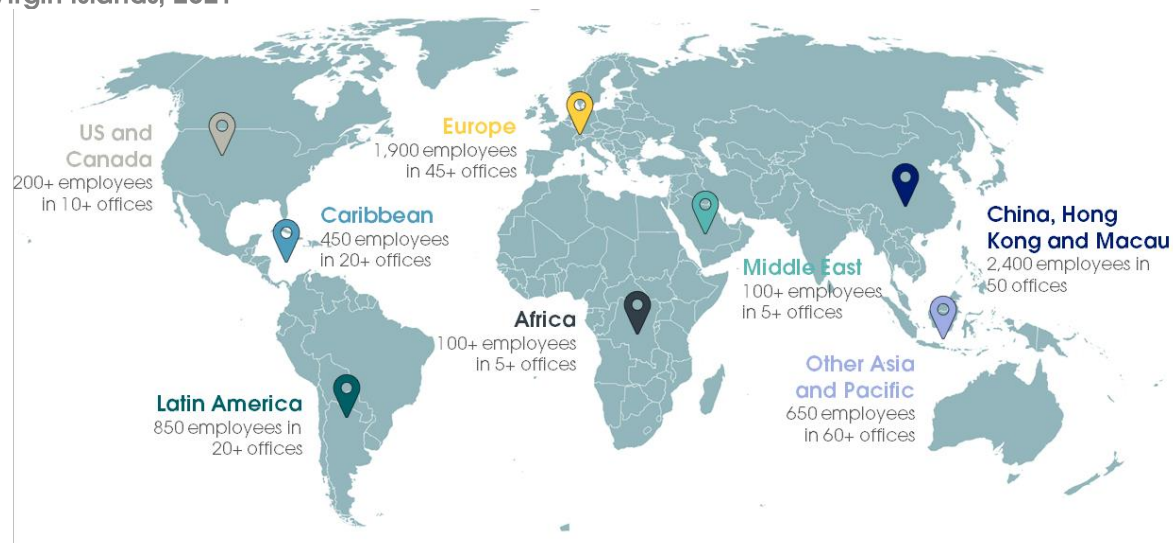 Virgin Islands, 2021
US and
Canada
200+ employees
in 10+ offices
Europe
1,900 employees
in 45+ offices
Caribbean
450 employees
in 20+ offices
China, Hong
Kong and Macau
2,400 employees in
50 offices
Middle East
100+ employees
in 5+ offices
Africa
100+ employees
in 5+ offices
Other Asia
and Pacific
650 employees
in 60+ offices
Latin America
850 employees in
20+ offices